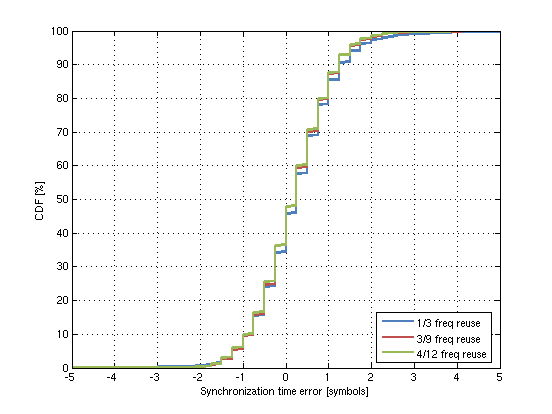 100
90
80
70
60
50
40
30
20
10
0
CDF [%]
-5 -4 -3 -2 -1 0 1 2 3 4 5
Synchronization time error [symbols]
1/3 freq reuse
3/9 freq reuse
4/12 freq reuse